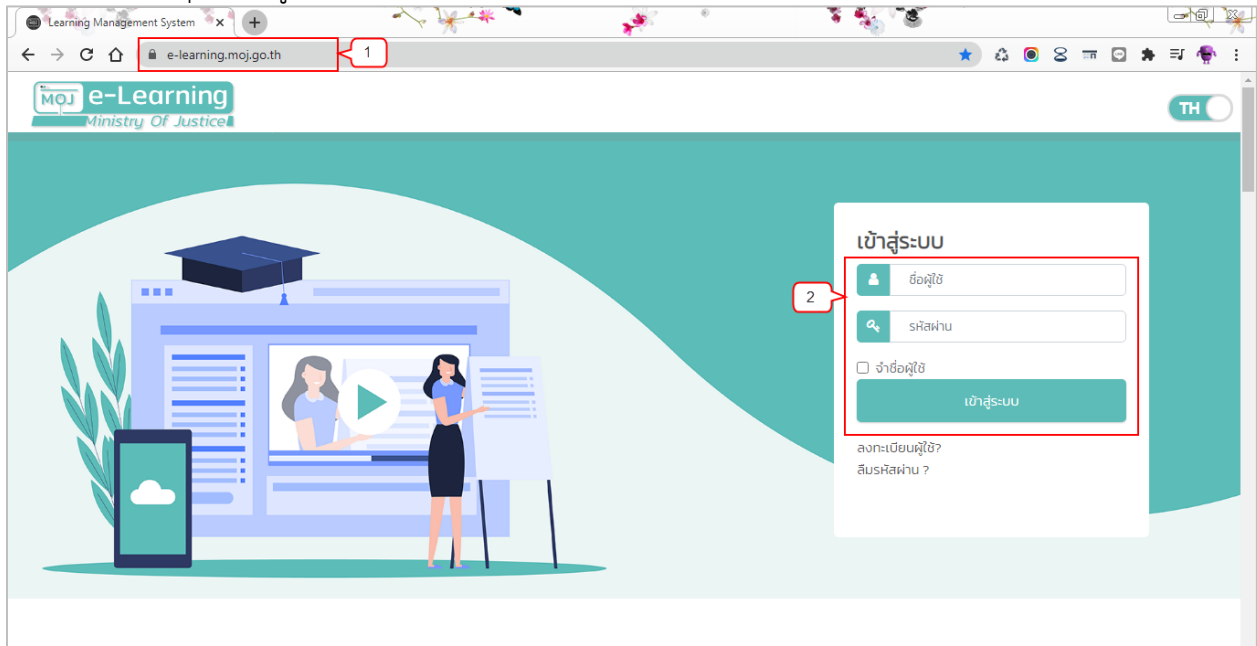 Learning Management System
e-learning.moj.go.th
1
MOJ e-Learning
Ministry Of Justice
TH
เข้าสู่ระบบ
2
ชื่อผู้ใช้
รหัสผ่าน
จำชื่อผู้ใช้
เข้าสู่ระบบ
ลงทะเบียนผู้ใช้?
ลืมรหัสผ่าน ?